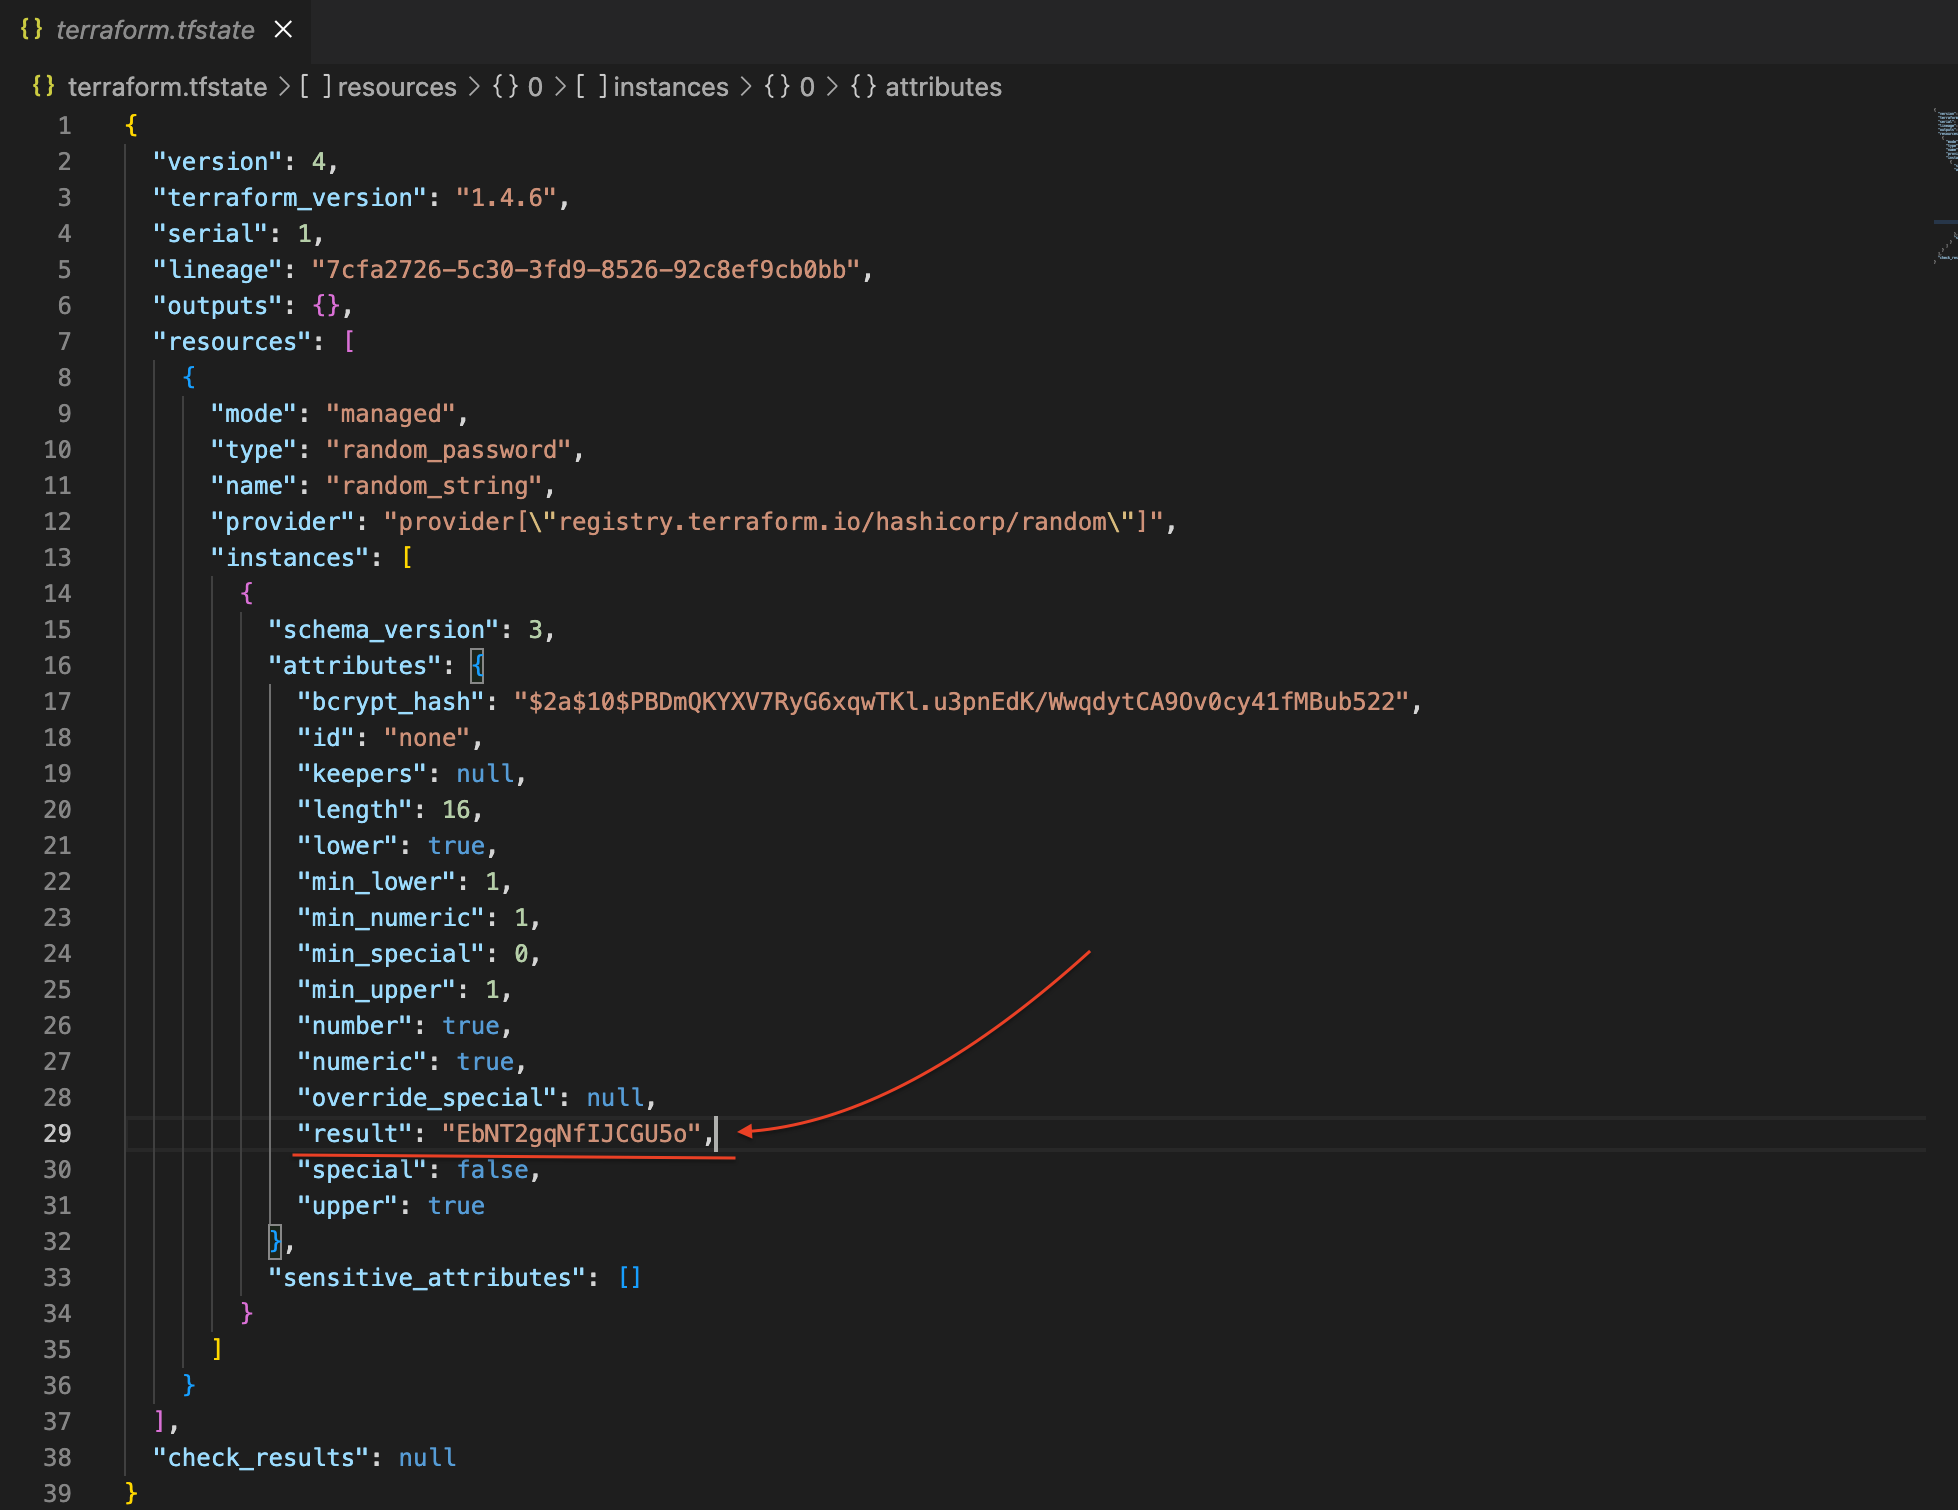 {} terraform.tfstate ×
{} terraform.tfstate > [ ] resources > {} 0 > [ ] instances > {} 0 > {} attributes
1 {
2 "version": 4,
3 "terraform_version": "1.4.6",
4 "serial": 1,
5 "lineage": "7cfa2726-5c30-3fd9-8526-92c8ef9cb0bb",
6 "outputs": {},
7 "resources": [
8 {
9 "mode": "managed",
10 "type": "random_password",
11 "name": "random_string",
12 "provider": "provider[\"registry.terraform.io/hashicorp/random\"]",
13 "instances": [
14 {
15 "schema_version": 3,
16 "attributes": {
17 "bcrypt_hash": "$2a$10$PBDmQKYXV7RyG6xqwTKl.u3pnEdK/WwqdytCA9Ov0cy41fMBub522",
18 "id": "none",
19 "keepers": null,
20 "length": 16,
21 "lower": true,
22 "min_lower": 1,
23 "min_numeric": 1,
24 "min_special": 0,
25 "min_upper": 1,
26 "number": true,
27 "numeric": true,
28 "override_special": null,
29 "result": "EbNT2gqNfIJCGU5o",
30 "special": false,
31 "upper": true
32 },
33 "sensitive_attributes": []
34 }
35 ]
36 }
37 ],
38 "check_results": null
39 }